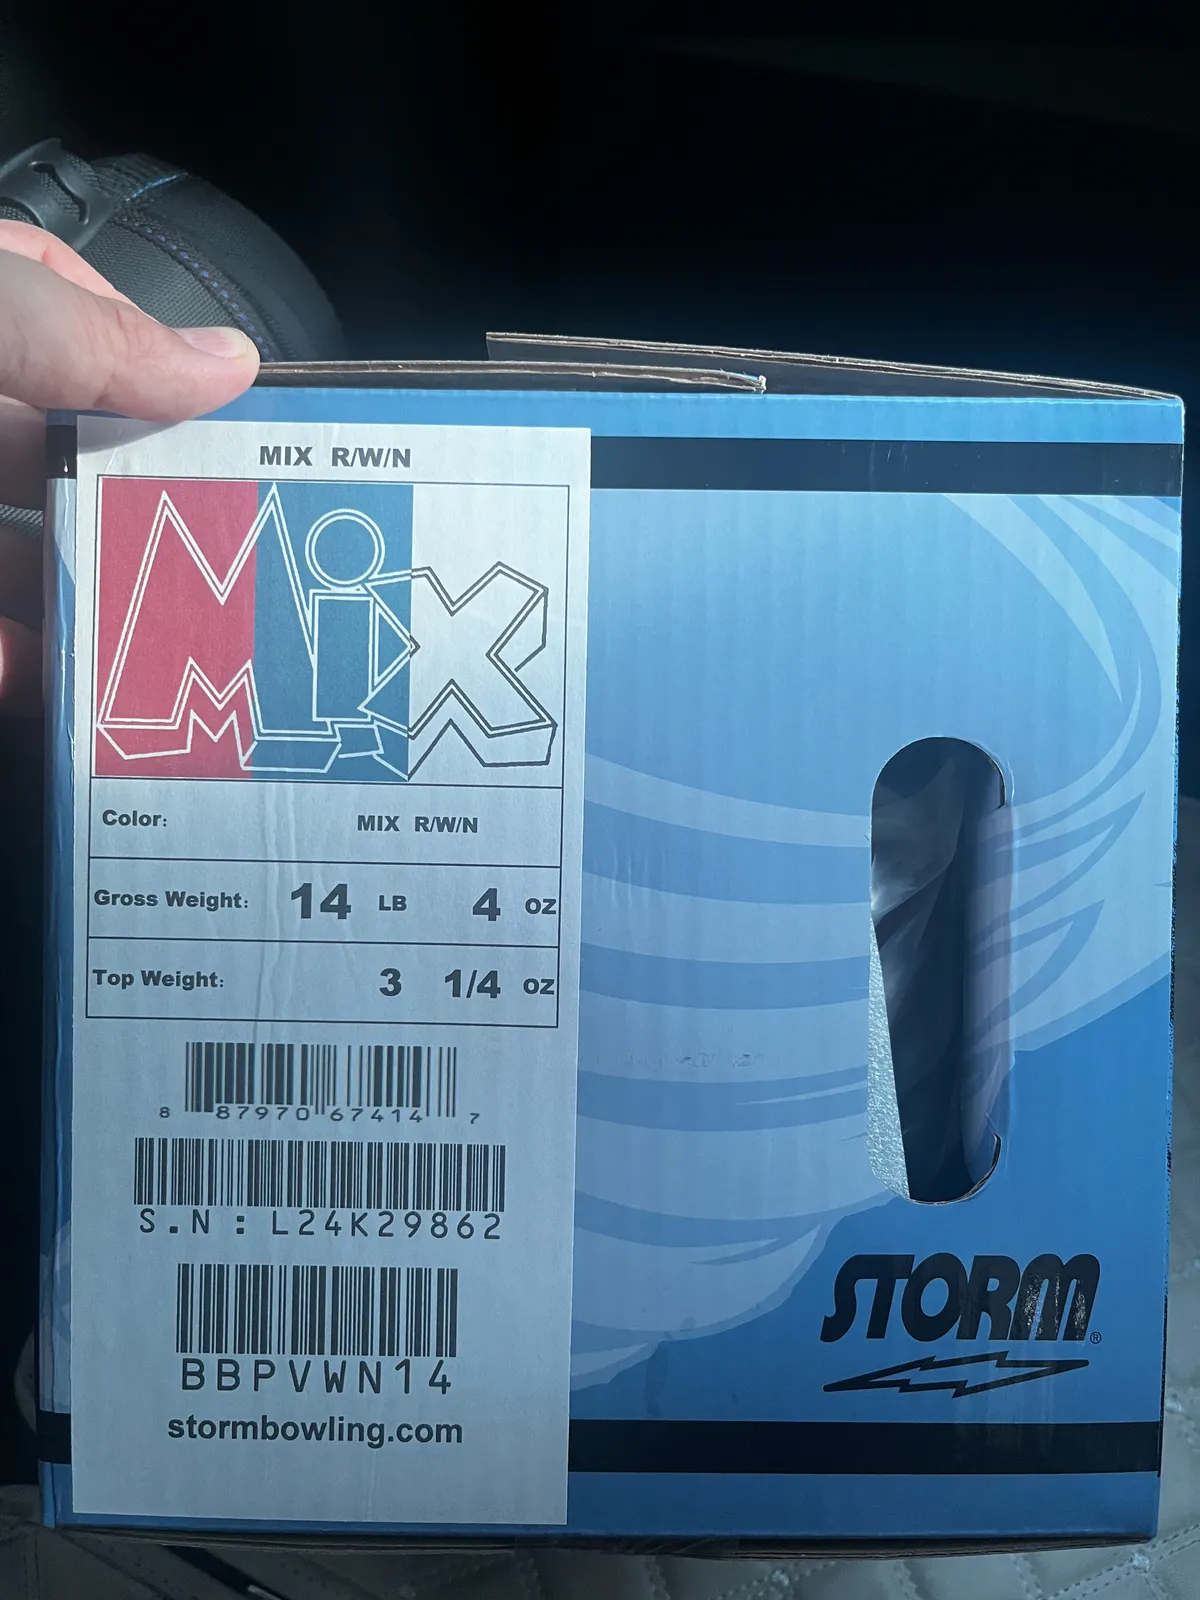 MIX R/W/N
Mix
Color: MIX R/W/N
Gross Weight: 14 LB 4 OZ
Top Weight: 3 1/4 OZ
8 87970 67414 7
S.N : L24K29862
BBPVWN14
stormbowling.com
STORM®